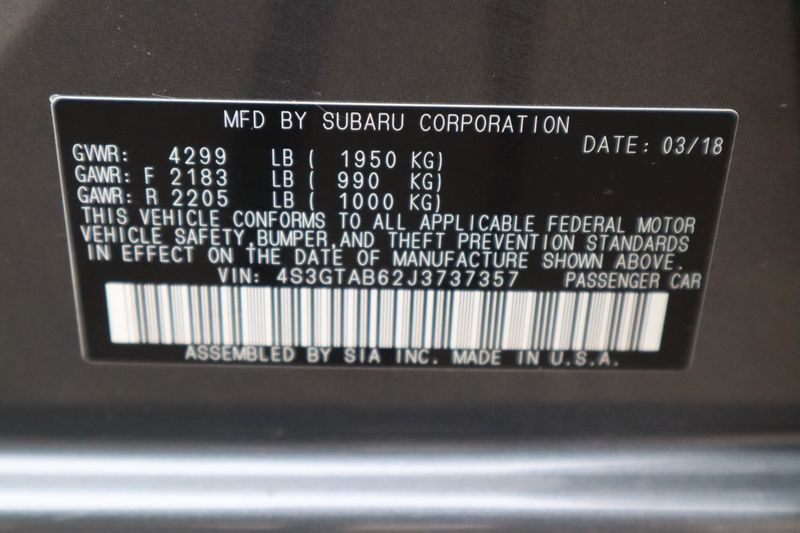 MFD BY SUBARU CORPORATION
DATE: 03/18
GVWR: 4299 LB ( 1950 KG)
GAWR: F 2183 LB ( 990 KG)
GAWR: R 2205 LB ( 1000 KG)
THIS VEHICLE CONFORMS TO ALL APPLICABLE FEDERAL MOTOR
VEHICLE SAFETY,BUMPER,AND THEFT PREVENTION STANDARDS
IN EFFECT ON THE DATE OF MANUFACTURE SHOWN ABOVE.
VIN: 4S3GTAB62J3737357 PASSENGER CAR
ASSEMBLED BY SIA INC. MADE IN U.S.A.